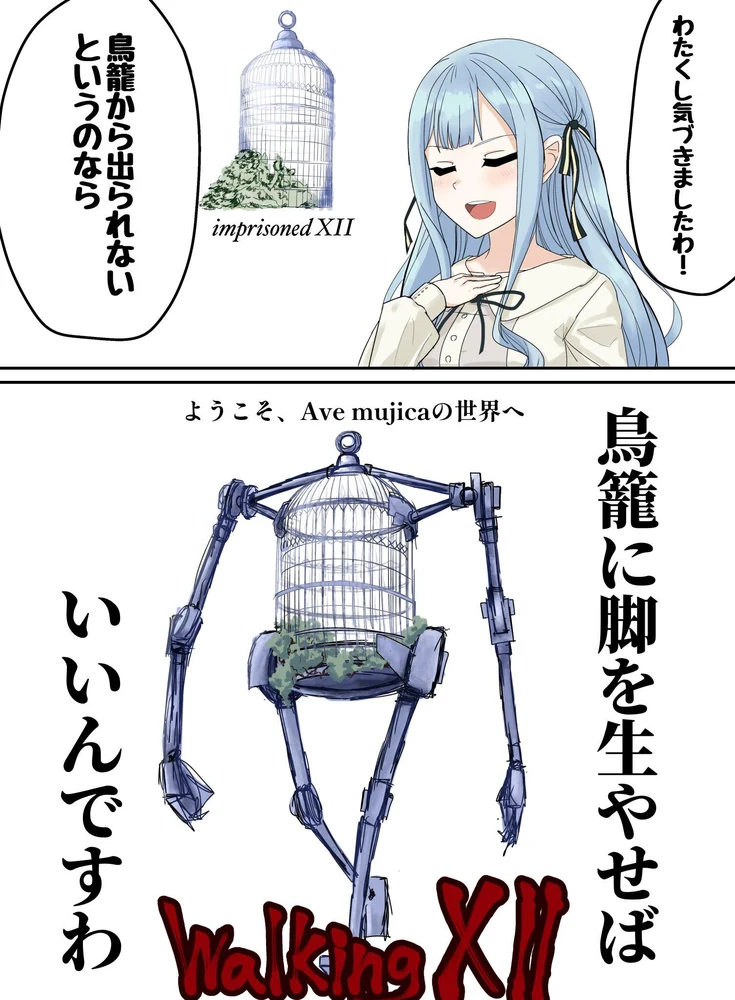 わたくし気づきましたわ！
鳥籠から出られない
というのなら
imprisoned XII
ようこそ、Ave mujicaの世界へ
鳥籠に脚を生やせば
いいんですわ
Walking XII